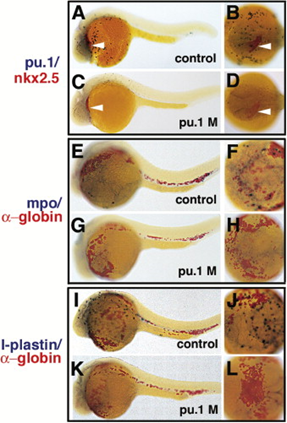 A
B
pu.1/
nkx2.5
control
C
D
pu.1 M
E
F
mpo/
α–globin
control
G
H
pu.1 M
I
J
l-plastin/
α–globin
control
K
L
pu.1 M